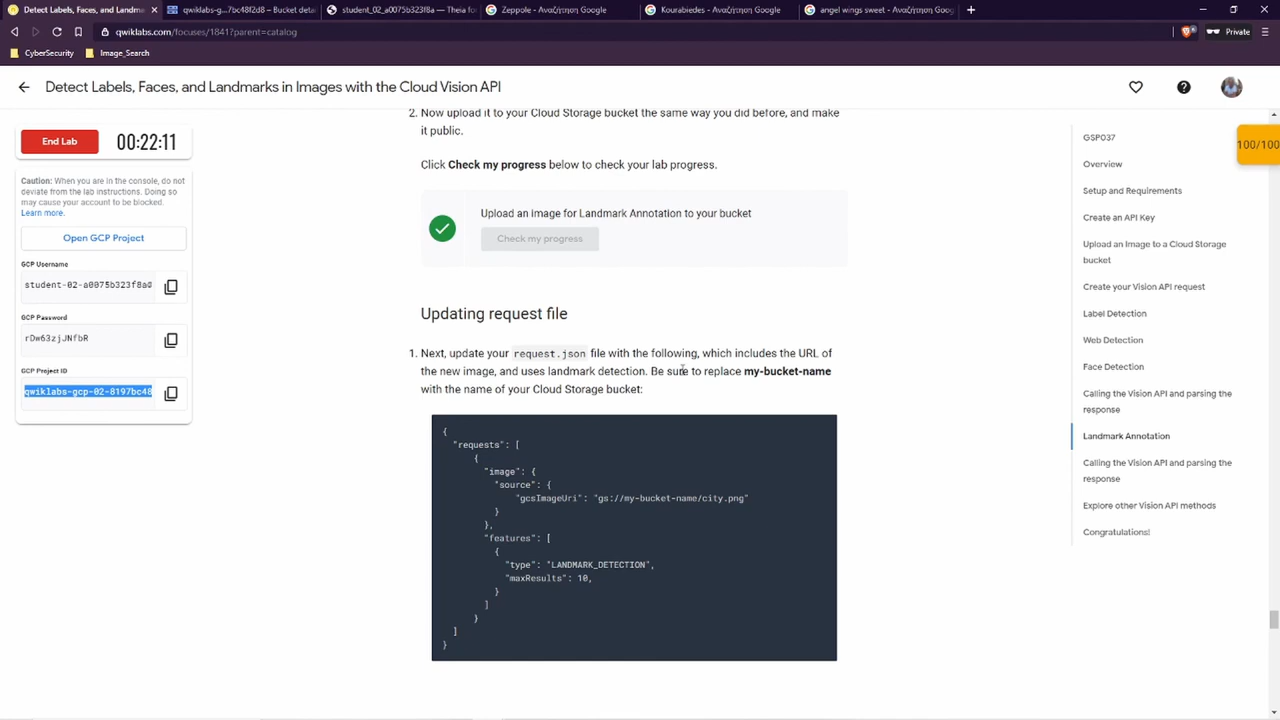 Detect Labels, Faces, and Landma
qwiklabs-g...7bc48f2d8 – Bucket detai
student_02_a0075b323f8a — Theia fo
Zeppole - Αναζήτηση Google
Kourabiedes - Αναζήτηση Google
angel wings sweet - Αναζήτηση Goog
qwiklabs.com/focuses/1841?parent=catalog
Private
CyberSecurity
Image_Search
Detect Labels, Faces, and Landmarks in Images with the Cloud Vision API
End Lab
00:22:11
Caution: When you are in the console, do not
deviate from the lab instructions. Doing so
may cause your account to be blocked.
Learn more.
Open GCP Project
GCP Username
student-02-a0075b323f8a@
GCP Password
rDw63zjJNfbR
GCP Project ID
qwiklabs-gcp-02-8197bc48
2. Now upload it to your Cloud Storage bucket the same way you did before, and make
it public.
Click Check my progress below to check your lab progress.
Upload an Image for Landmark Annotation to your bucket
Check my progress
Updating request file
1. Next, update your request.json file with the following, which includes the URL of
the new image, and uses landmark detection. Be sure to replace my-bucket-name
with the name of your Cloud Storage bucket:
{
"requests": [
{
"image": {
"source": {
"gcsImageUri": "gs://my-bucket-name/city.png"
}
},
"features": [
{
"type": "LANDMARK_DETECTION",
"maxResults": 10,
}
]
}
]
}
GSP037
Overview
Setup and Requirements
Create an API Key
Upload an Image to a Cloud Storage
bucket
Create your Vision API request
Label Detection
Web Detection
Face Detection
Calling the Vision API and parsing the
response
Landmark Annotation
Calling the Vision API and parsing the
response
Explore other Vision API methods
Congratulations!
100/100